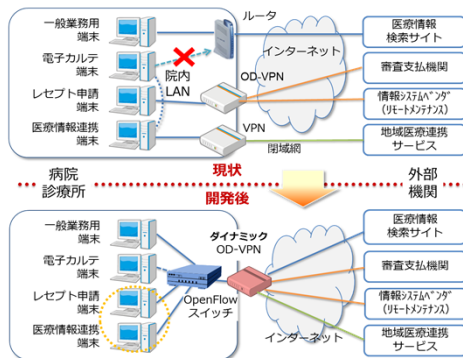 一般業務用
端末
電子カルテ
端末
レセプト申請
端末
医療情報連携
端末
院内
LAN
ルータ
インターネット
OD-VPN
VPN
閉域網
医療情報
検索サイト
審査支払機関
情報システムベンダ
(リモートメンテナンス)
地域医療連携
サービス
病院
診療所
現状
開発後
外部
機関
一般業務用
端末
電子カルテ
端末
レセプト申請
端末
医療情報連携
端末
OpenFlow
スイッチ
ダイナミック
OD-VPN
インターネット
医療情報
検索サイト
審査支払機関
情報システムベンダ
(リモートメンテナンス)
地域医療連携
サービス